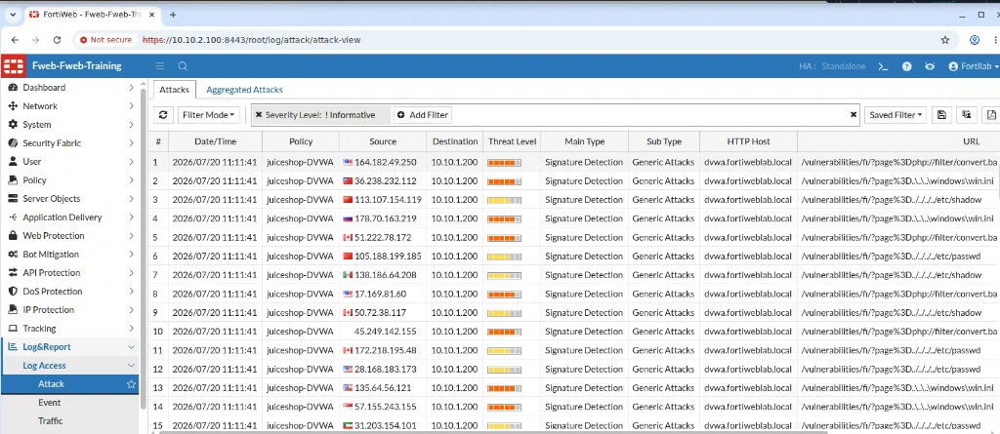 FortiWeb - Fweb-Fweb-Tra
Not secure https://10.10.2.100:8443/root/log/attack/attack-view
Fweb-Fweb-Training HA: Standalone Fortilab
Dashboard
Network
System
Security Fabric
User
Policy
Server Objects
Application Delivery
Web Protection
Bot Mitigation
API Protection
DoS Protection
IP Protection
Tracking
Log&Report
Log Access
Attack
Event
Traffic
Attacks Aggregated Attacks
Filter Mode Severity Level: ! Informative Add Filter Saved Filter
# Date/Time Policy Source Destination Threat Level Main Type Sub Type HTTP Host URL
1 2026/07/20 11:11:41 juiceshop-DVWA 164.182.49.250 10.10.1.200 Signature Detection Generic Attacks dvwa.fortiweblab.local /vulnerabilities/fi/?page%3Dphp://filter/convert.ba
2 2026/07/20 11:11:41 juiceshop-DVWA 36.238.232.112 10.10.1.200 Signature Detection Generic Attacks dvwa.fortiweblab.local /vulnerabilities/fi/?page%3D..\..\..\windows\win.ini
3 2026/07/20 11:11:41 juiceshop-DVWA 113.107.154.119 10.10.1.200 Signature Detection Generic Attacks dvwa.fortiweblab.local /vulnerabilities/fi/?page%3D../../../../etc/shadow
4 2026/07/20 11:11:41 juiceshop-DVWA 178.70.163.219 10.10.1.200 Signature Detection Generic Attacks dvwa.fortiweblab.local /vulnerabilities/fi/?page%3D..\..\..\windows\win.ini
5 2026/07/20 11:11:41 juiceshop-DVWA 51.222.78.172 10.10.1.200 Signature Detection Generic Attacks dvwa.fortiweblab.local /vulnerabilities/fi/?page%3Dphp://filter/convert.ba
6 2026/07/20 11:11:41 juiceshop-DVWA 105.188.199.185 10.10.1.200 Signature Detection Generic Attacks dvwa.fortiweblab.local /vulnerabilities/fi/?page%3D../../../../etc/passwd
7 2026/07/20 11:11:41 juiceshop-DVWA 138.186.64.208 10.10.1.200 Signature Detection Generic Attacks dvwa.fortiweblab.local /vulnerabilities/fi/?page%3D../../../../etc/shadow
8 2026/07/20 11:11:41 juiceshop-DVWA 17.169.81.60 10.10.1.200 Signature Detection Generic Attacks dvwa.fortiweblab.local /vulnerabilities/fi/?page%3Dphp://filter/convert.ba
9 2026/07/20 11:11:41 juiceshop-DVWA 50.72.38.117 10.10.1.200 Signature Detection Generic Attacks dvwa.fortiweblab.local /vulnerabilities/fi/?page%3D../../../../etc/shadow
10 2026/07/20 11:11:41 juiceshop-DVWA 45.249.142.155 10.10.1.200 Signature Detection Generic Attacks dvwa.fortiweblab.local /vulnerabilities/fi/?page%3Dphp://filter/convert.ba
11 2026/07/20 11:11:41 juiceshop-DVWA 172.218.195.48 10.10.1.200 Signature Detection Generic Attacks dvwa.fortiweblab.local /vulnerabilities/fi/?page%3D../../../../etc/passwd
12 2026/07/20 11:11:41 juiceshop-DVWA 28.168.183.173 10.10.1.200 Signature Detection Generic Attacks dvwa.fortiweblab.local /vulnerabilities/fi/?page%3D../../../../etc/passwd
13 2026/07/20 11:11:41 juiceshop-DVWA 135.64.56.121 10.10.1.200 Signature Detection Generic Attacks dvwa.fortiweblab.local /vulnerabilities/fi/?page%3D..\..\..\windows\win.ini
14 2026/07/20 11:11:41 juiceshop-DVWA 57.155.243.155 10.10.1.200 Signature Detection Generic Attacks dvwa.fortiweblab.local /vulnerabilities/fi/?page%3D..\..\..\windows\win.ini
15 2026/07/20 11:11:41 juiceshop-DVWA 31.203.154.101 10.10.1.200 Signature Detection Generic Attacks dvwa.fortiweblab.local /vulnerabilities/fi/?page%3D../../../../etc/passwd